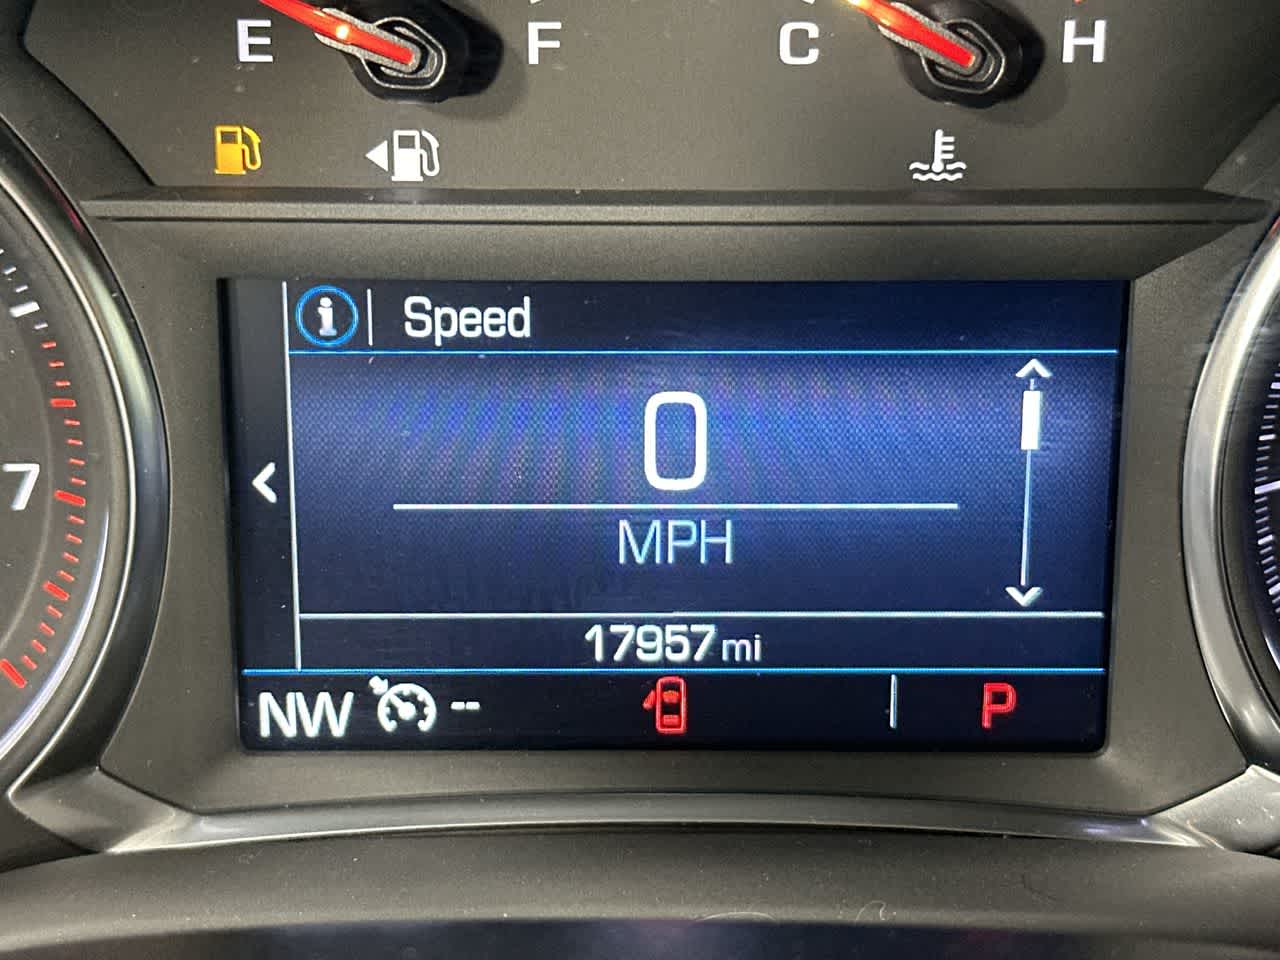 E F C H
Speed
7
0
MPH
17957 mi
NW -- P